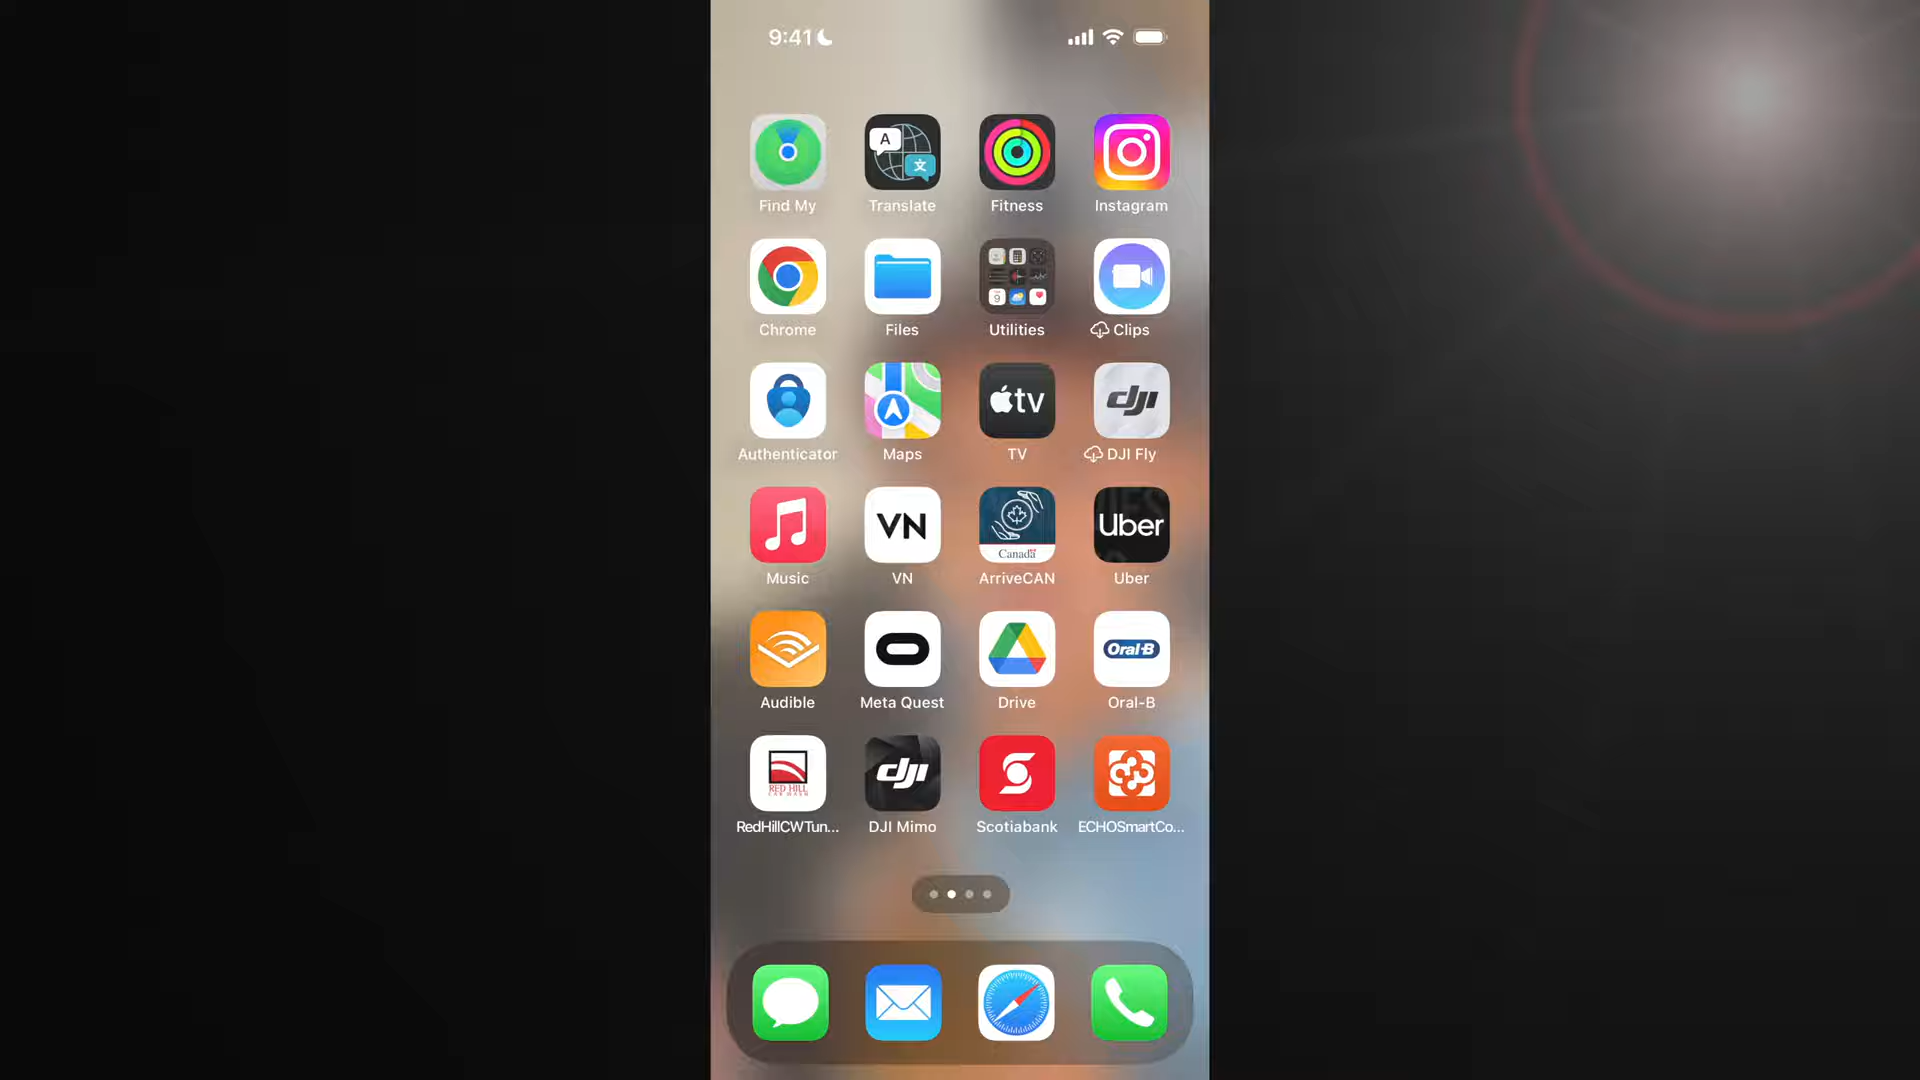 9:41
A 文
Find My Translate Fitness Instagram
Chrome Files Utilities Clips
tv dji
Authenticator Maps TV DJI Fly
VN Canada Uber
Music VN ArriveCAN Uber
Oral-B
Audible Meta Quest Drive Oral-B
RED HILL
CAR WASH
dji
RedHillCWTun... DJI Mimo Scotiabank ECHOSmartCo...